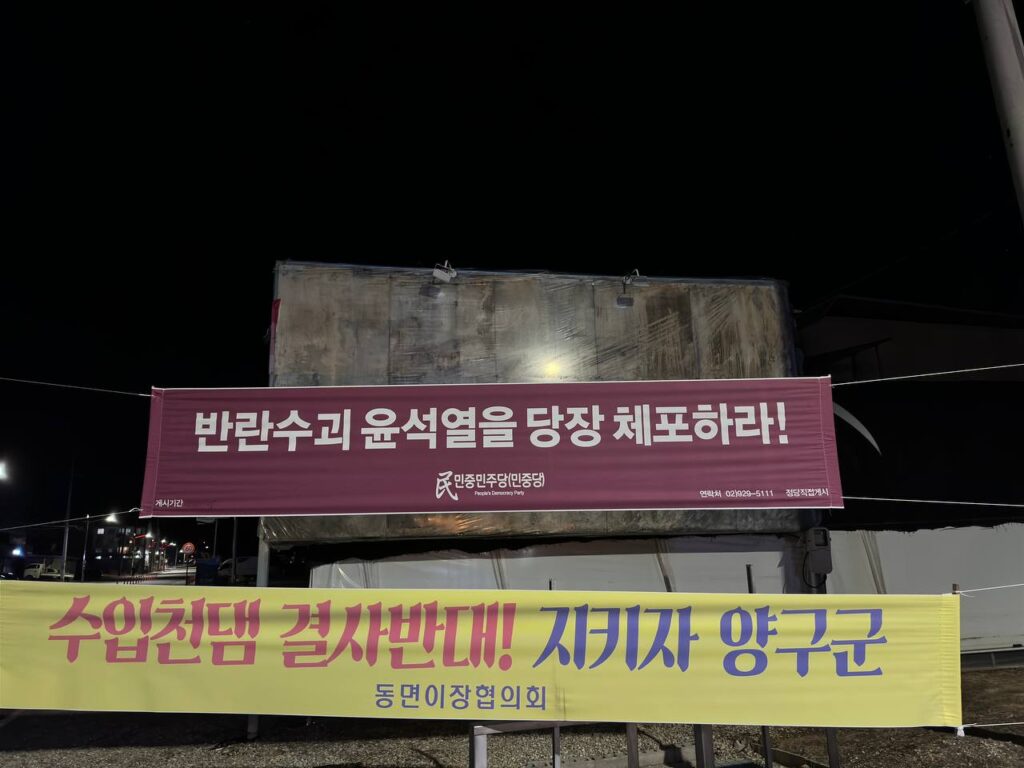 반란수괴 윤석열을 당장 체포하라!
民 민중민주당(민중당)
People's Democracy Party
게시기간
연락처 02)929-5111 정당직접게시
수입천댐 결사반대! 지키자 양구군
동면이장협의회